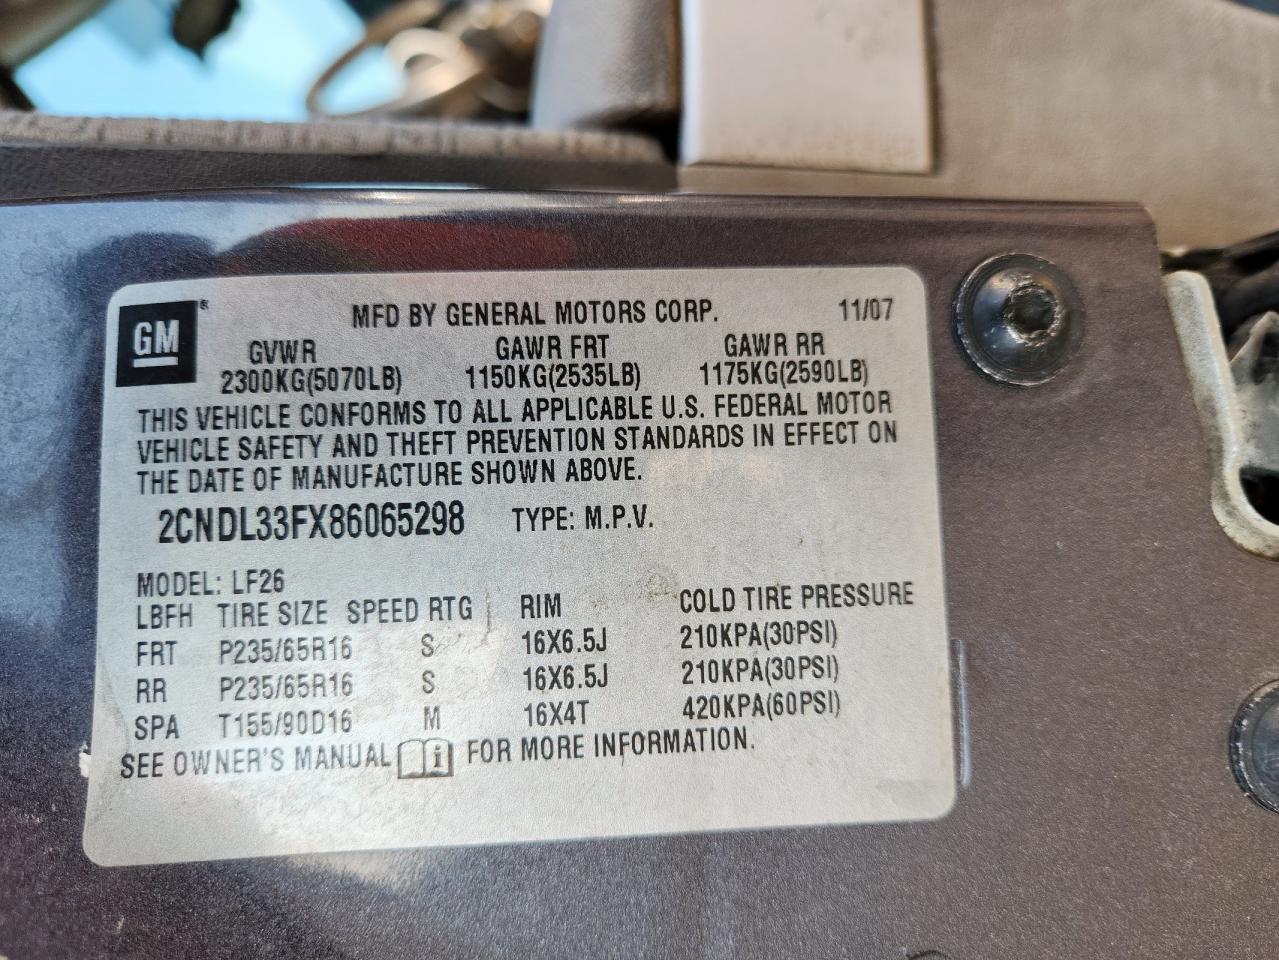 GM®
MFD BY GENERAL MOTORS CORP. 11/07
GVWR GAWR FRT GAWR RR
2300KG(5070LB) 1150KG(2535LB) 1175KG(2590LB)
THIS VEHICLE CONFORMS TO ALL APPLICABLE U.S. FEDERAL MOTOR
VEHICLE SAFETY AND THEFT PREVENTION STANDARDS IN EFFECT ON
THE DATE OF MANUFACTURE SHOWN ABOVE.
2CNDL33FX86065298 TYPE: M.P.V.
MODEL: LF26
LBFH TIRE SIZE SPEED RTG RIM COLD TIRE PRESSURE
FRT P235/65R16 S 16X6.5J 210KPA(30PSI)
RR P235/65R16 S 16X6.5J 210KPA(30PSI)
SPA T155/90D16 M 16X4T 420KPA(60PSI)
SEE OWNER'S MANUAL i FOR MORE INFORMATION.